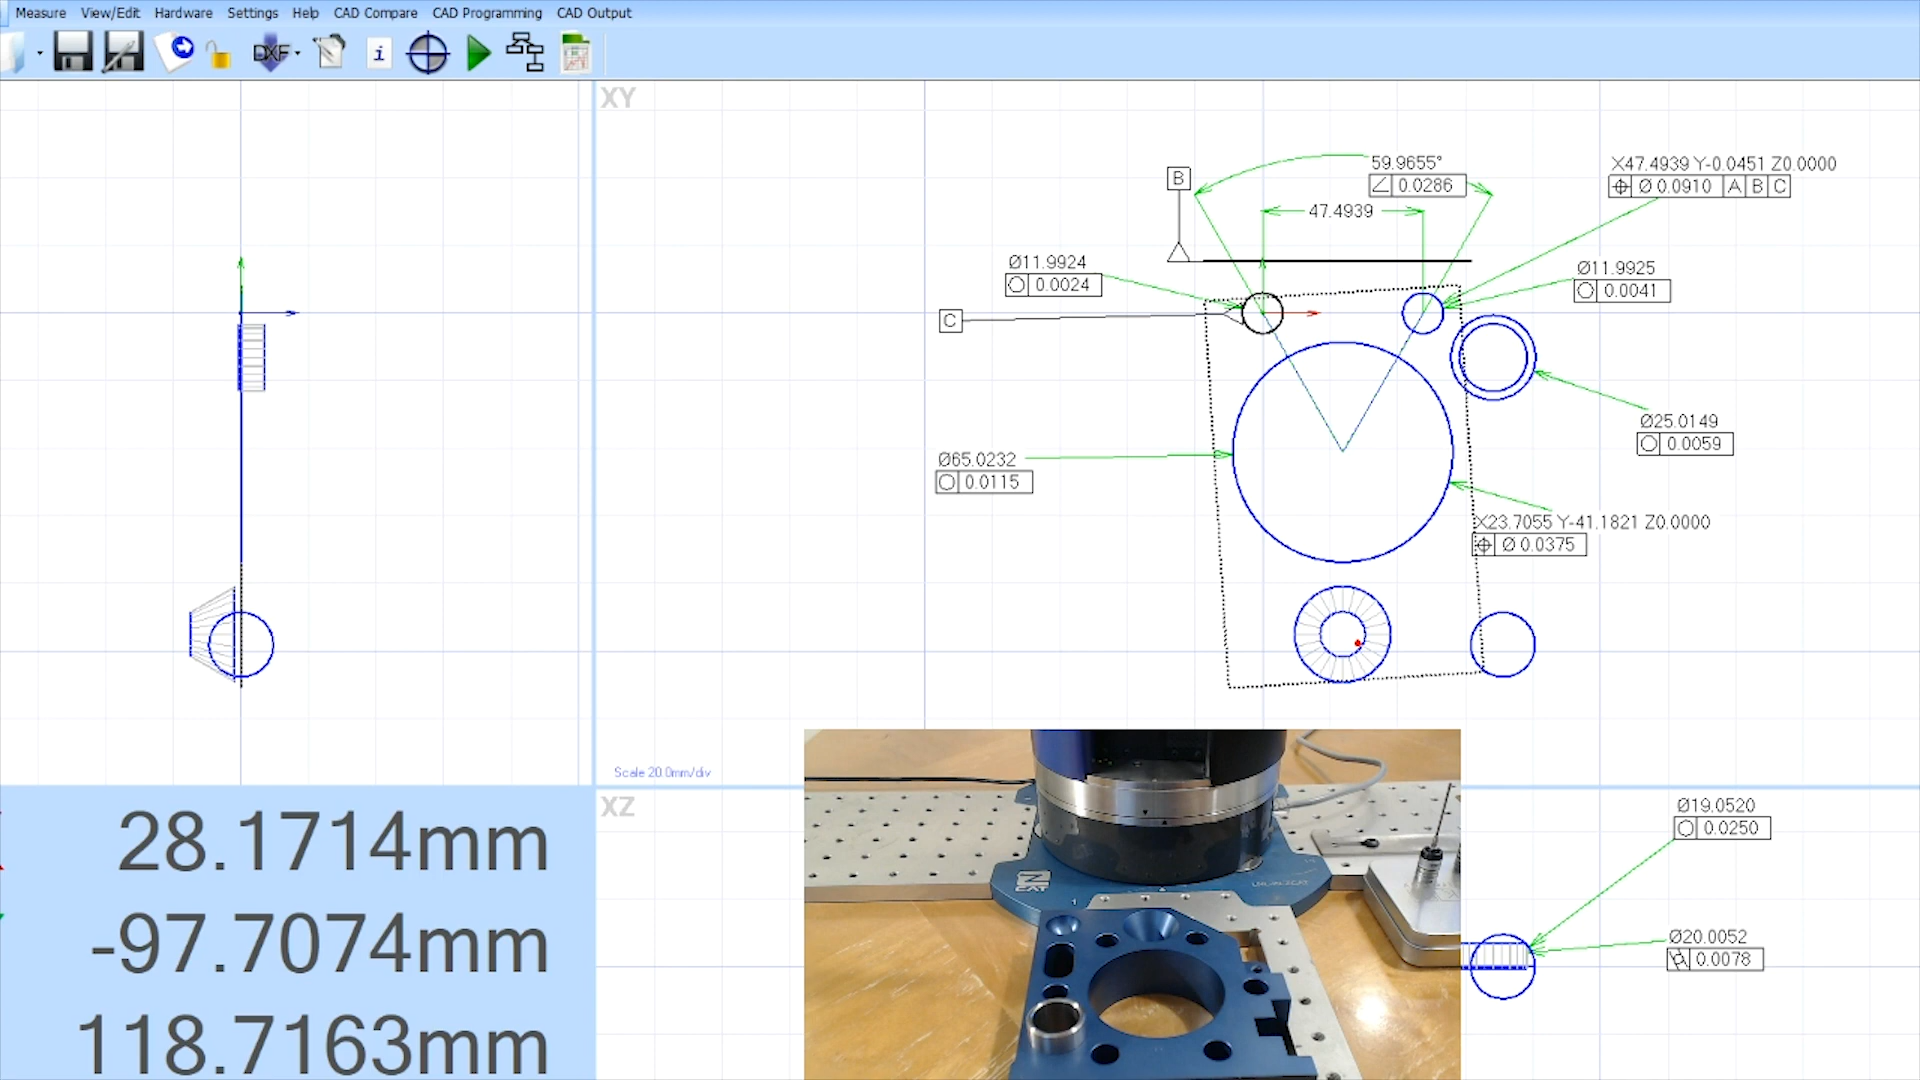 Measure View/Edit Hardware Settings Help CAD Compare CAD Programming CAD Output
DXF
i
XY
59.9655°
0.0286
X47.4939 Y-0.0451 Z0.0000
Ø 0.0910 A B C
B
47.4939
Ø11.9924
0.0024
Ø11.9925
0.0041
C
Ø25.0149
0.0059
Ø65.0232
0.0115
X23.7055 Y-41.1821 Z0.0000
Ø 0.0375
Scale 20.0mm/div
XZ
28.1714mm
-97.7074mm
118.7163mm
Ø19.0520
0.0250
Ø20.0052
0.0078